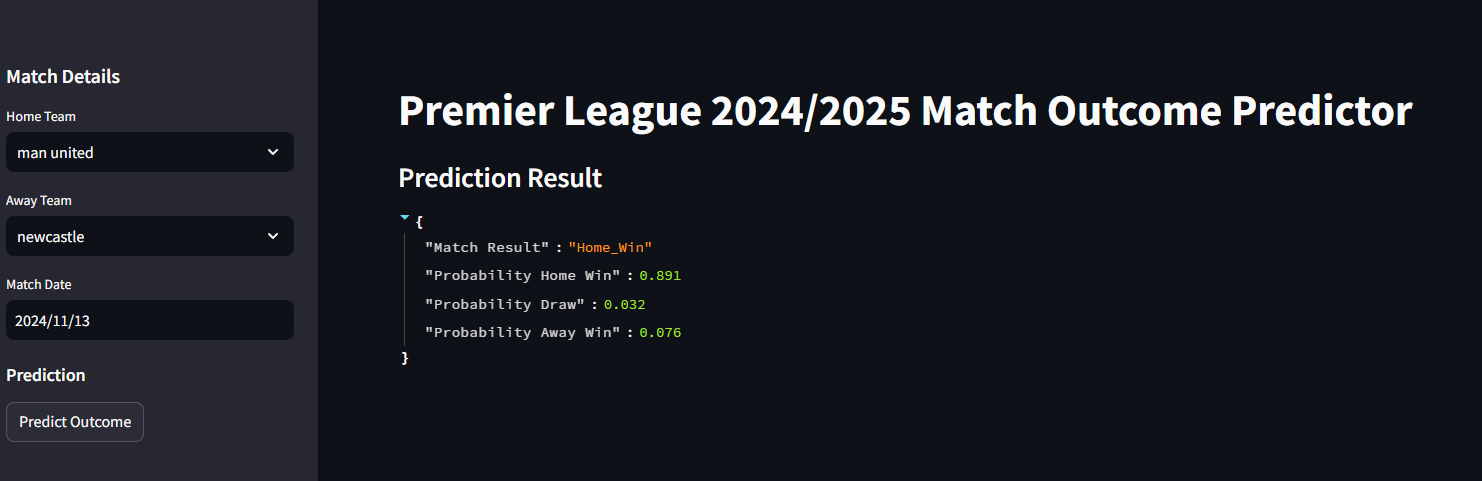 Match Details
Home Team
man united
Away Team
newcastle
Match Date
2024/11/13
Prediction
Predict Outcome
Premier League 2024/2025 Match Outcome Predictor
Prediction Result
{
"Match Result" : "Home_Win"
"Probability Home Win" : 0.891
"Probability Draw" : 0.032
"Probability Away Win" : 0.076
}